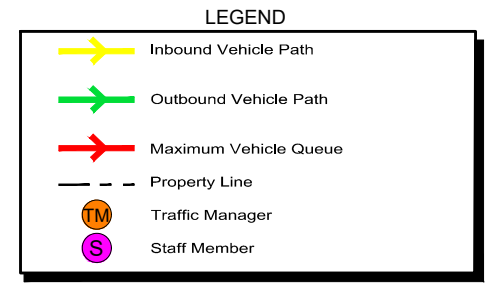 LEGEND
Inbound Vehicle Path
Outbound Vehicle Path
Maximum Vehicle Queue
Property Line
TM Traffic Manager
S Staff Member